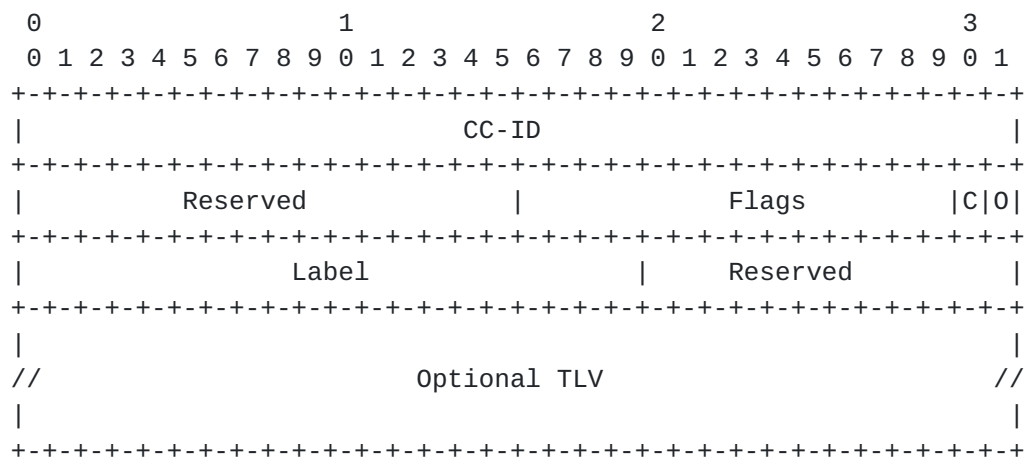 0                   1                   2                   3
 0 1 2 3 4 5 6 7 8 9 0 1 2 3 4 5 6 7 8 9 0 1 2 3 4 5 6 7 8 9 0 1
+-+-+-+-+-+-+-+-+-+-+-+-+-+-+-+-+-+-+-+-+-+-+-+-+-+-+-+-+-+-+-+-+
|                            CC-ID                              |
+-+-+-+-+-+-+-+-+-+-+-+-+-+-+-+-+-+-+-+-+-+-+-+-+-+-+-+-+-+-+-+-+
|          Reserved             |             Flags         |C|O|
+-+-+-+-+-+-+-+-+-+-+-+-+-+-+-+-+-+-+-+-+-+-+-+-+-+-+-+-+-+-+-+-+
|                 Label                 |     Reserved          |
+-+-+-+-+-+-+-+-+-+-+-+-+-+-+-+-+-+-+-+-+-+-+-+-+-+-+-+-+-+-+-+-+
|                                                               |
//                        Optional TLV                         //
|                                                               |
+-+-+-+-+-+-+-+-+-+-+-+-+-+-+-+-+-+-+-+-+-+-+-+-+-+-+-+-+-+-+-+-+